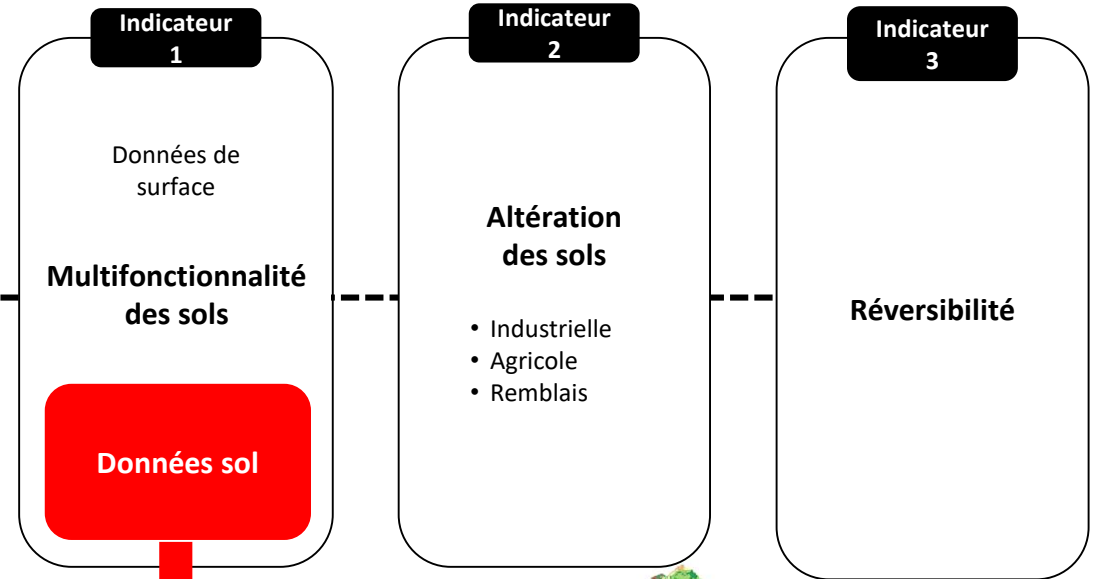 Indicateur
1
Données de
surface
Multifonctionnalité
des sols
Données sol
Indicateur
2
Altération
des sols
• Industrielle
• Agricole
• Remblais
Indicateur
3
Réversibilité